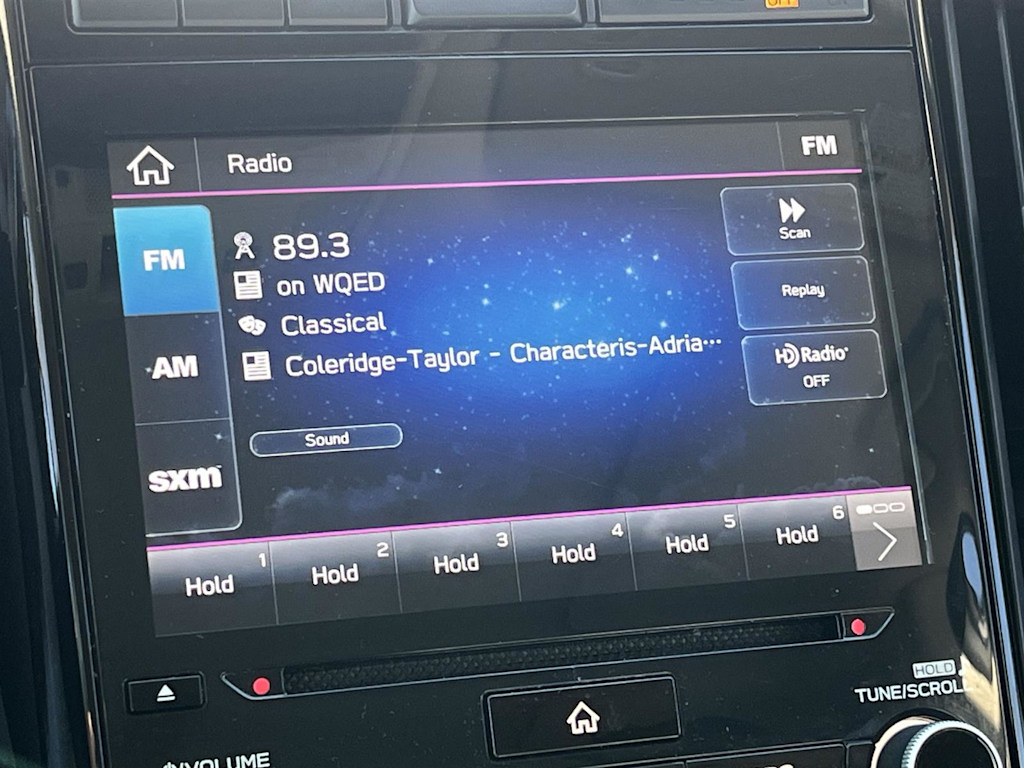 OFF
Radio
FM
FM
89.3
Scan
on WQED
Replay
Classical
AM
Coleridge-Taylor - Characteris-Adria...
HD Radio
OFF
Sound
sxm
1 2 3 4 5 6
Hold Hold Hold Hold Hold Hold
HOLD
TUNE/SCROLL
VOLUME